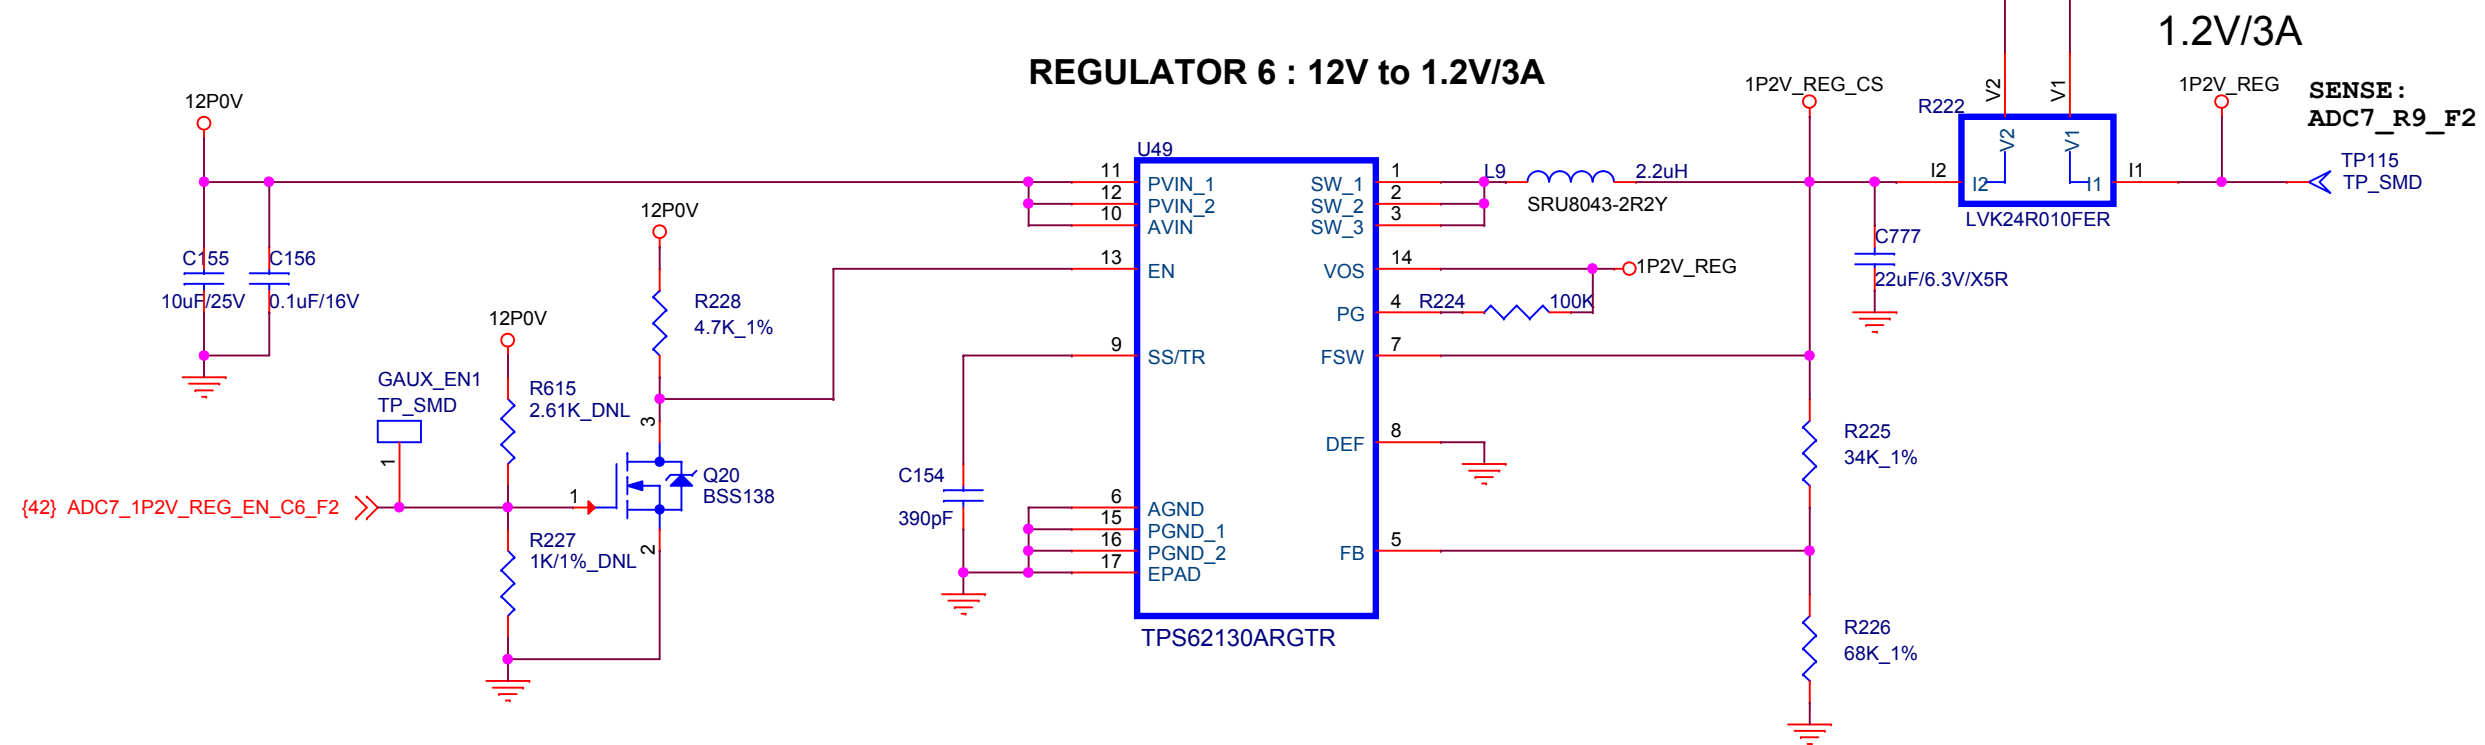 1.2V/3A
REGULATOR 6 : 12V to 1.2V/3A
12P0V
1P2V_REG_CS
R222
V2
V1
1P2V_REG
SENSE:
ADC7_R9_F2
V2
V1
I2
I2
I1
I1
LVK24R010FER
TP115
TP_SMD
U49
11
PVIN_1
12
PVIN_2
10
AVIN
13
EN
9
SS/TR
6
AGND
15
PGND_1
16
PGND_2
17
EPAD
1
SW_1
2
SW_2
3
SW_3
14
VOS
4
PG
7
FSW
8
DEF
5
FB
TPS62130ARGTR
L9
2.2uH
SRU8043-2R2Y
1P2V_REG
R224
100K
C777
22uF/6.3V/X5R
R225
34K_1%
R226
68K_1%
C155
10uF/25V
C156
0.1uF/16V
12P0V
R228
4.7K_1%
12P0V
R615
2.61K_DNL
GAUX_EN1
TP_SMD
1
{42} ADC7_1P2V_REG_EN_C6_F2
1
3
2
Q20
BSS138
R227
1K/1%_DNL
C154
390pF